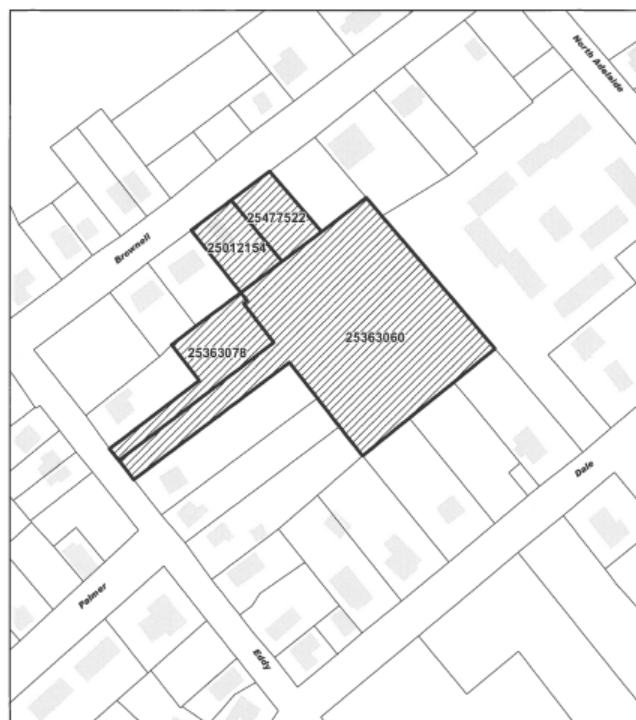 North Adelaide
25477522
25012154
Brownell
25363060
25363078
Dale
Palmer
Eddy